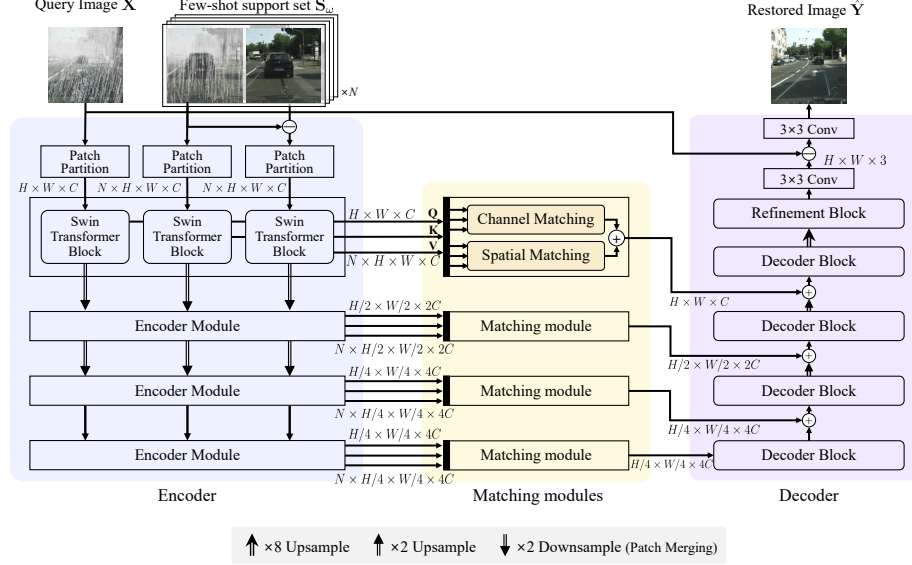 Query Image X
Few-shot support set S_ω
×N
Restored Image Ŷ
Patch Partition
Patch Partition
Patch Partition
H × W × C
N × H × W × C
N × H × W × C
Swin Transformer Block
Swin Transformer Block
Swin Transformer Block
H × W × C
N × H × W × C
Q
K
V
Channel Matching
Spatial Matching
+
3×3 Conv
−
H × W × 3
3×3 Conv
Refinement Block
Decoder Block
+
H × W × C
Encoder Module
H/2 × W/2 × 2C
N × H/2 × W/2 × 2C
Matching module
Decoder Block
+
H/2 × W/2 × 2C
Encoder Module
H/4 × W/4 × 4C
N × H/4 × W/4 × 4C
Matching module
Decoder Block
+
H/4 × W/4 × 4C
Encoder Module
H/4 × W/4 × 4C
N × H/4 × W/4 × 4C
Matching module
H/4 × W/4 × 4C
Decoder Block
Encoder
Matching modules
Decoder
×8 Upsample
×2 Upsample
×2 Downsample (Patch Merging)